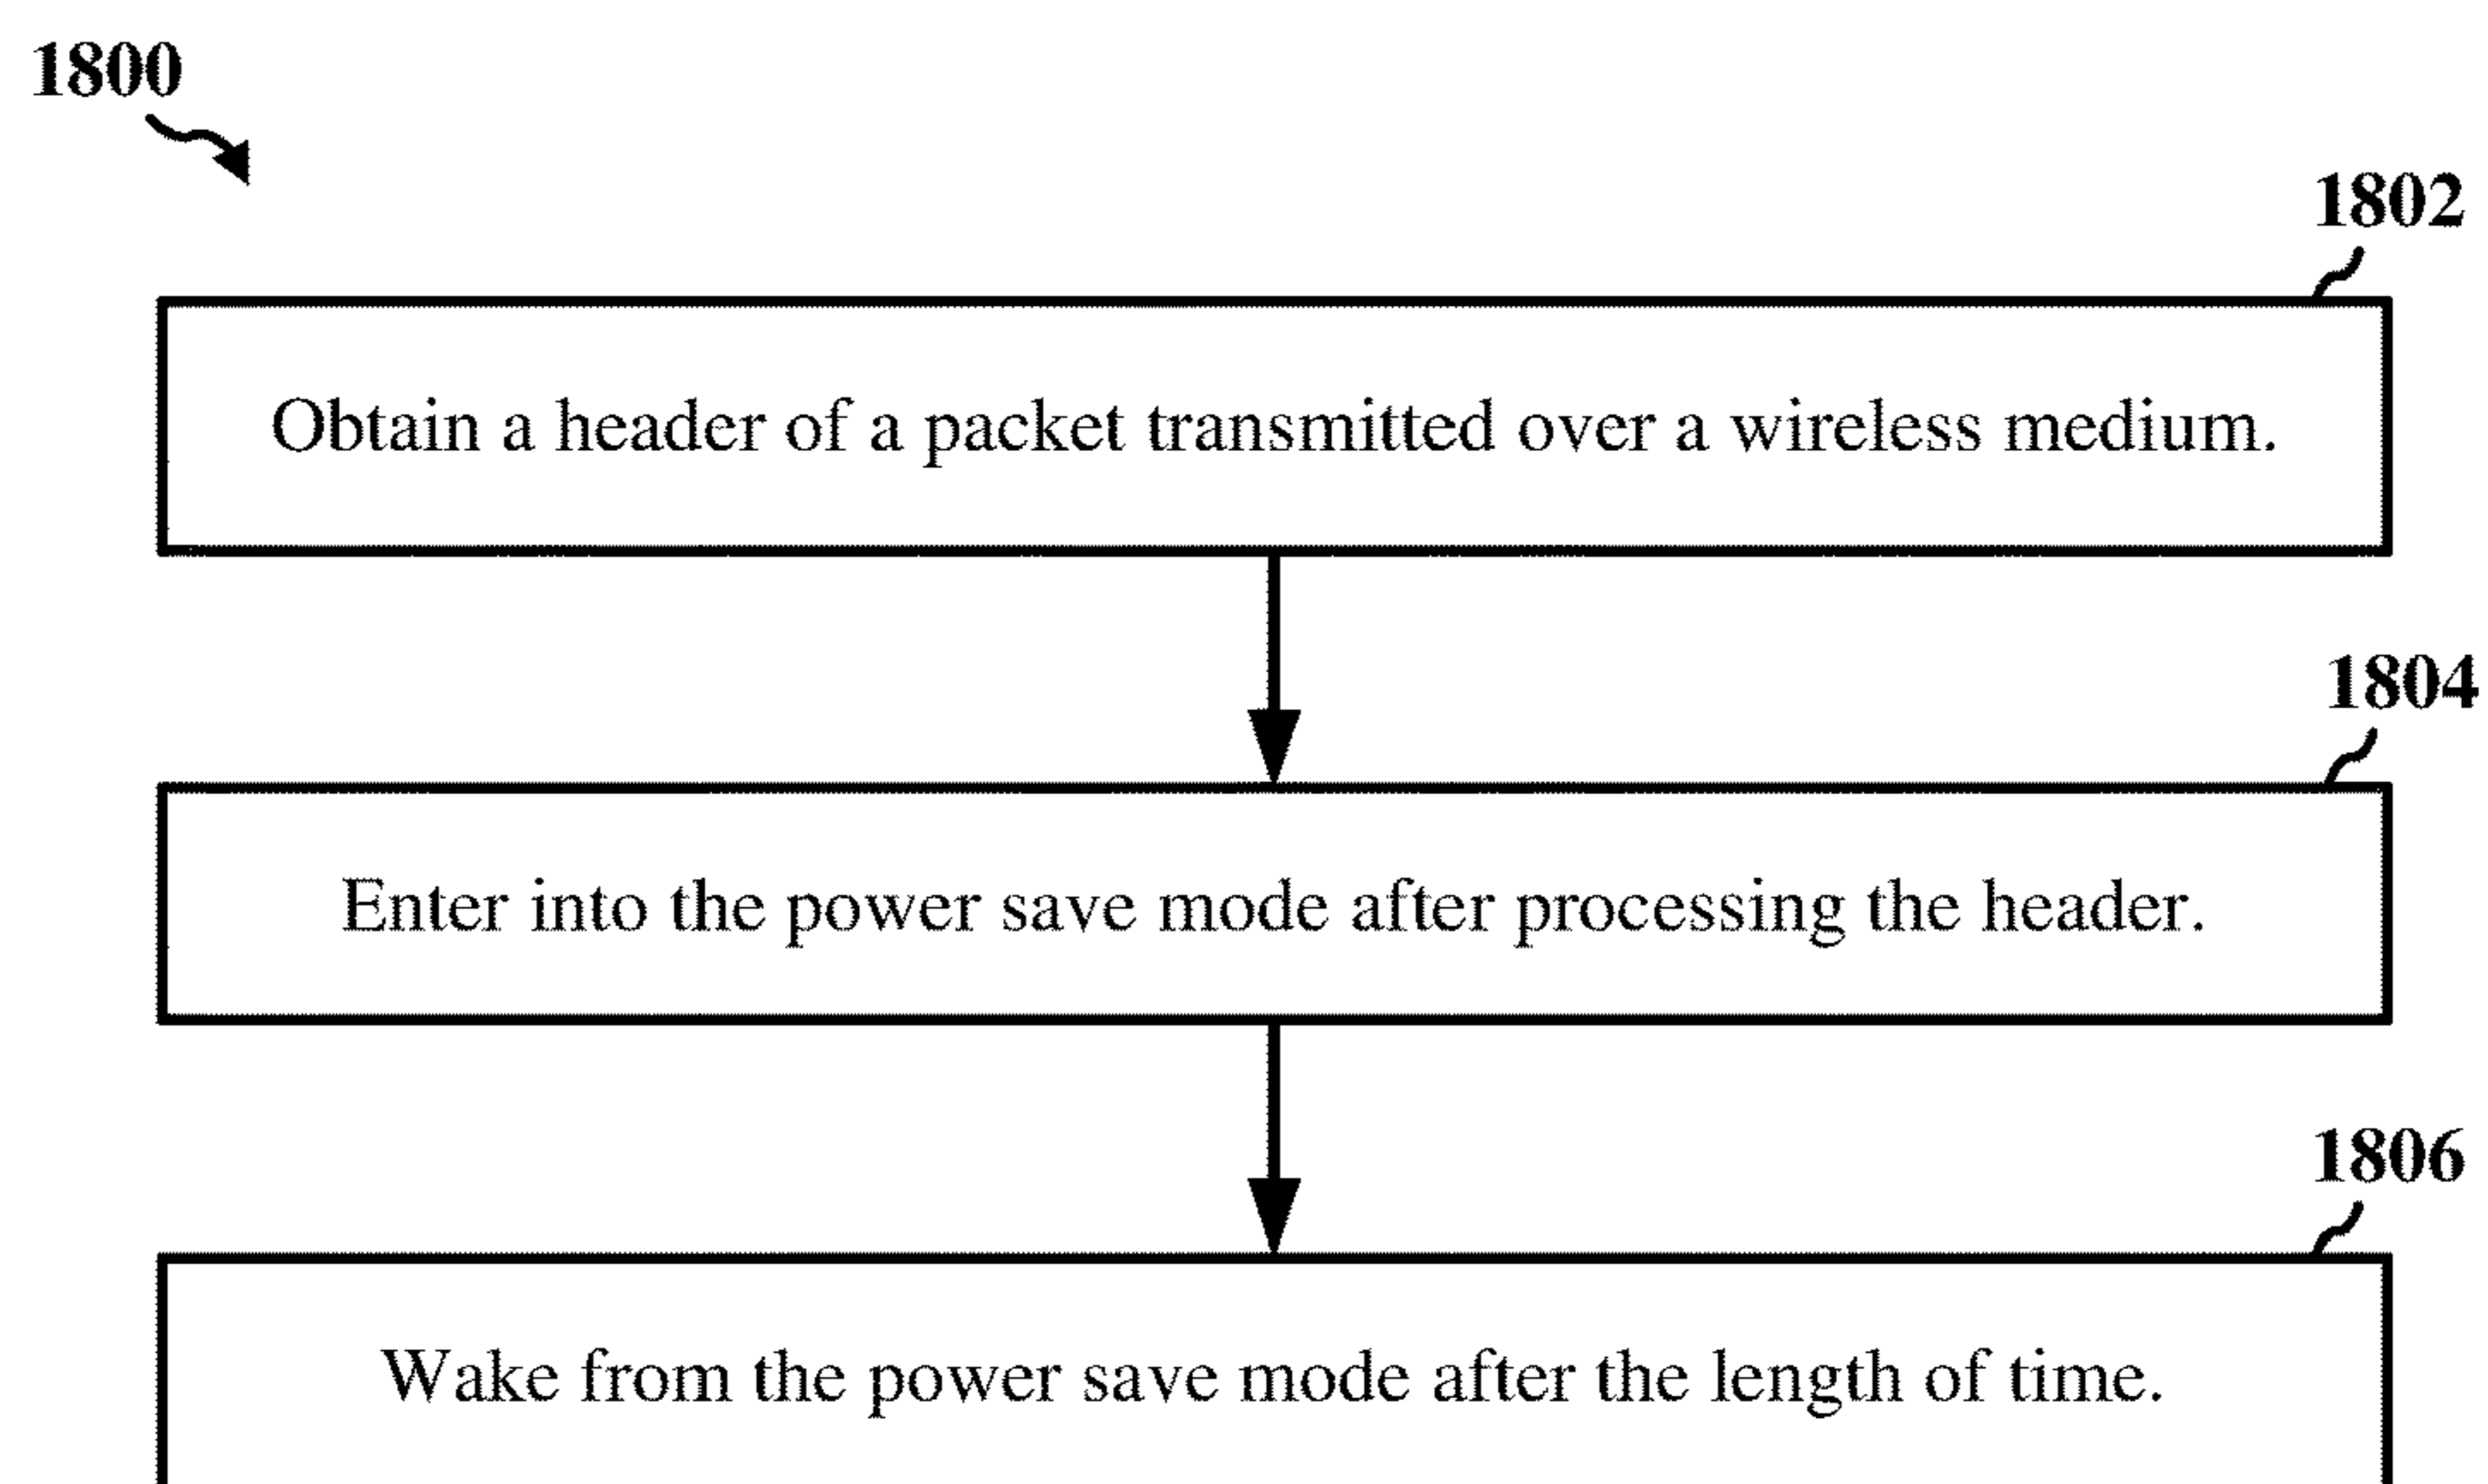 1800
1802
Obtain a header of a packet transmitted over a wireless medium.
1804
Enter into the power save mode after processing the header.
1806
Wake from the power save mode after the length of time.